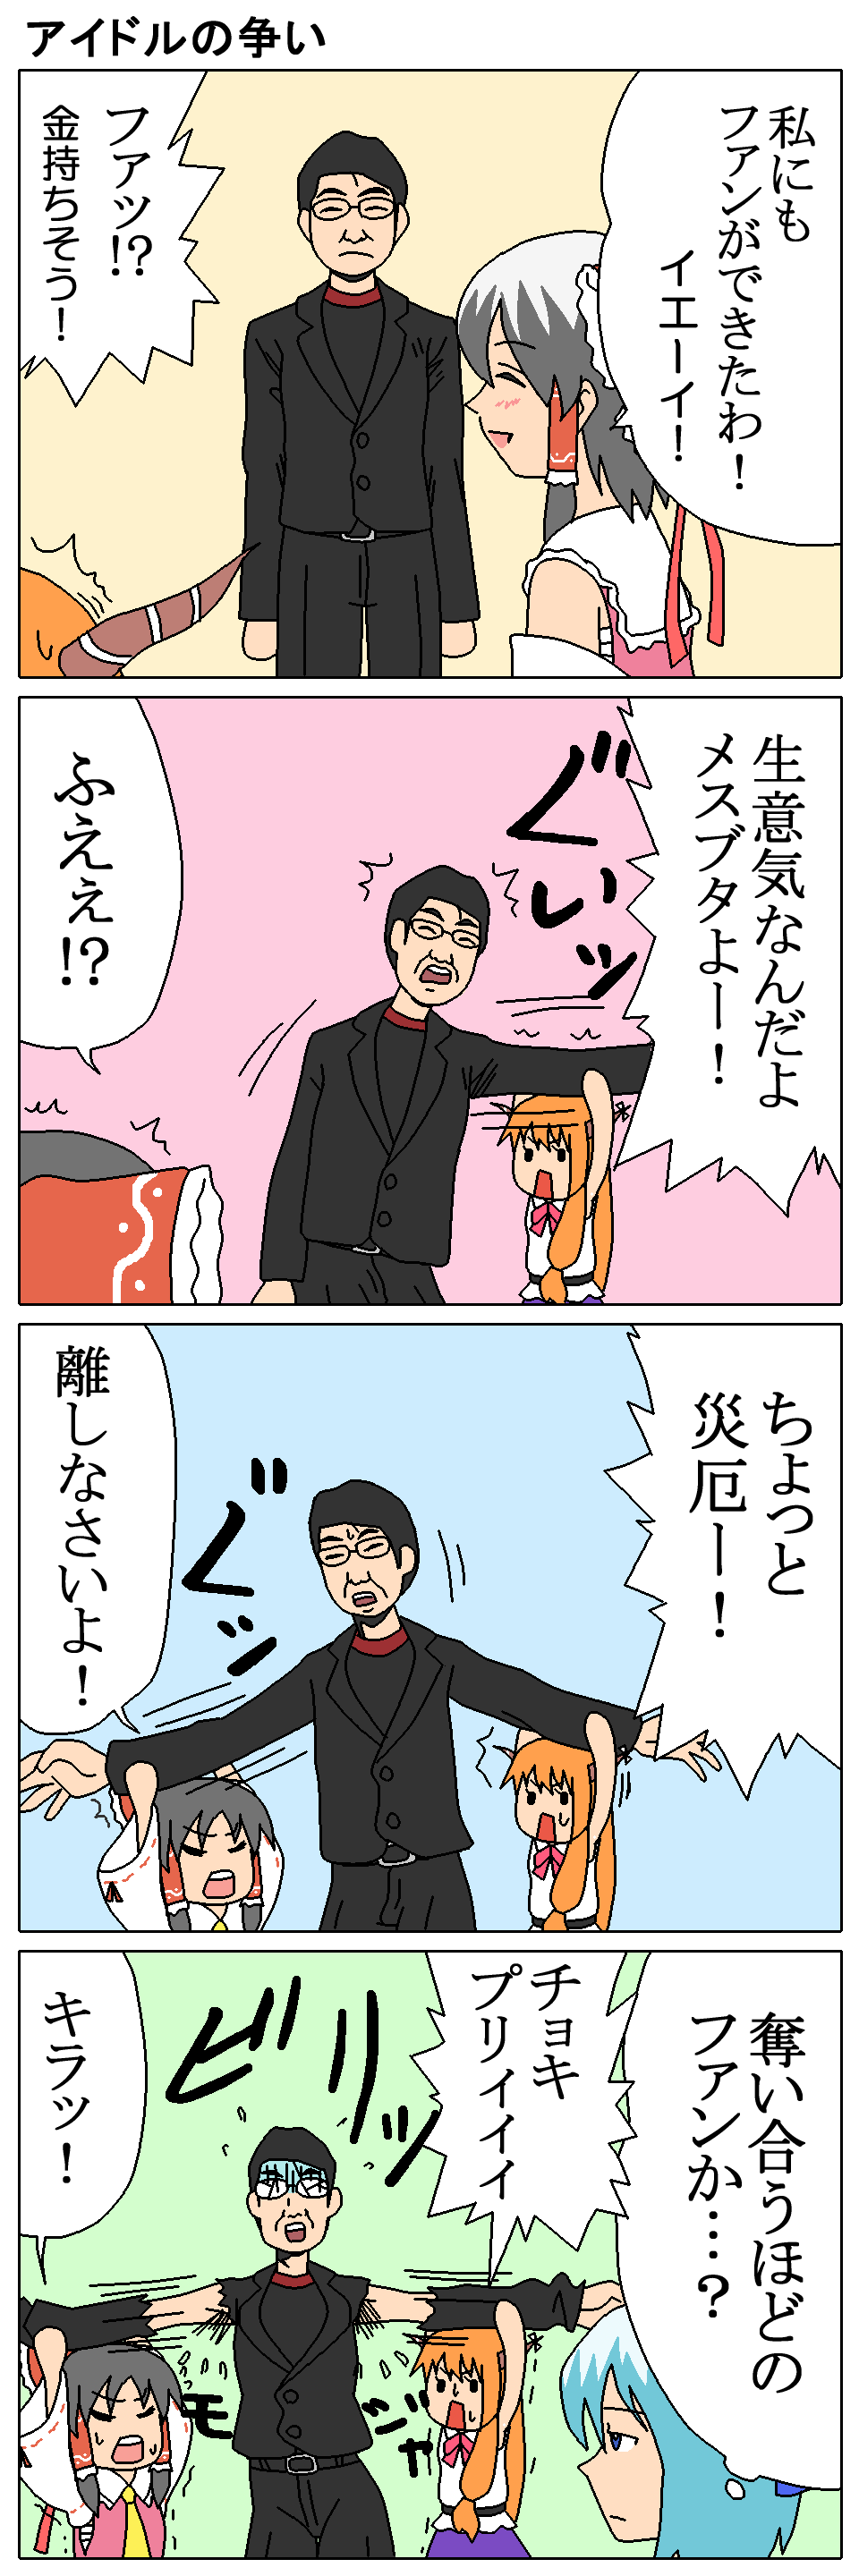 アイドルの争い
私にも
ファンができたわ！
イエーイ！
ファッ!?
金持ちそう！
生意気なんだよ
メスブタよー！
ぐいッ
ふえぇ!?
ちょっと
災厄ー！
グッ
離しなさいよ！
奪い合うほどの
ファンか…？
チョキ
プリィイイ
ビリッ
キラッ！
モ
ジャ